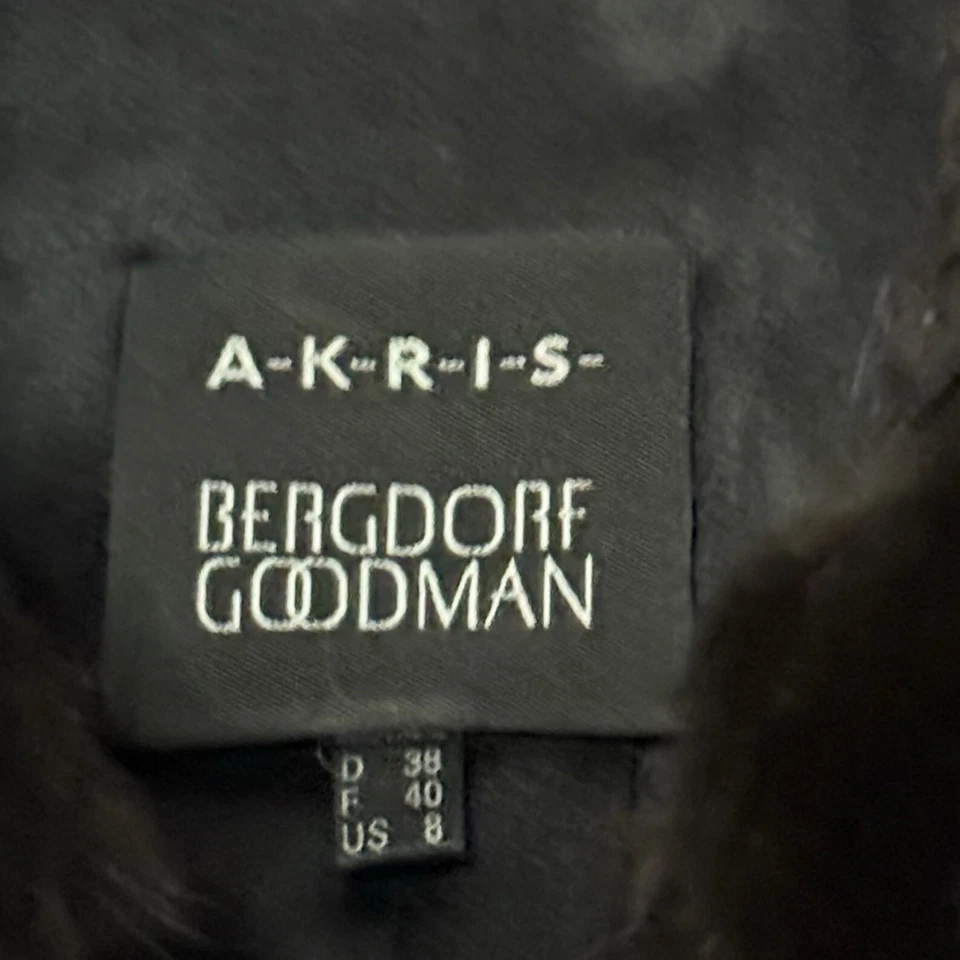 A-K-R-I-S-
BERGDORF
GOODMAN
D 38
F 40
US 8